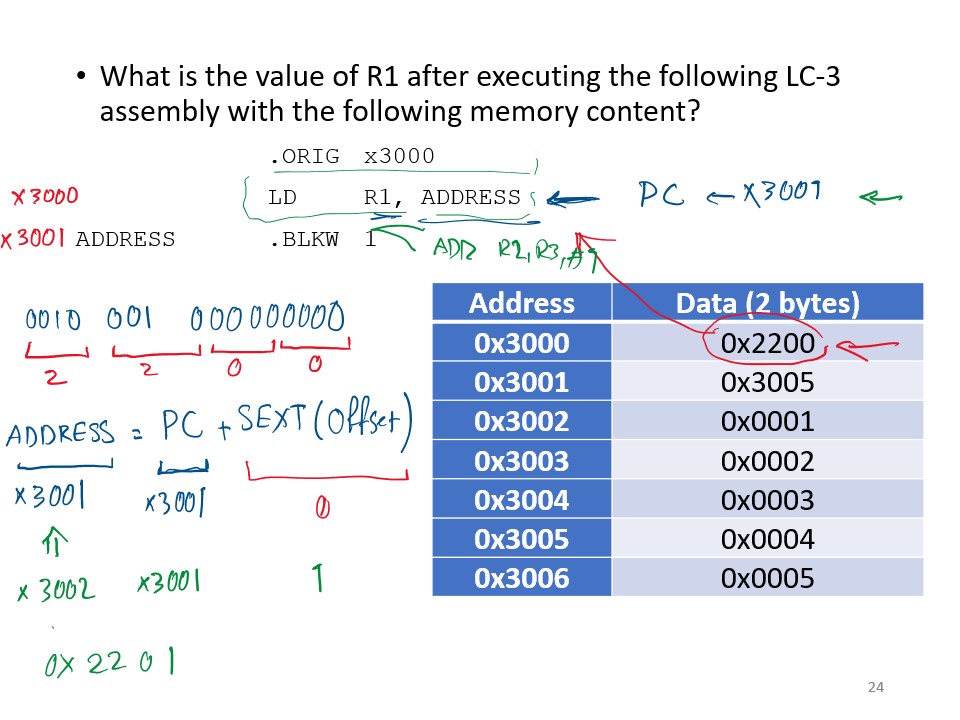 • What is the value of R1 after executing the following LC-3
assembly with the following memory content?
.ORIG x3000
x3000 LD R1, ADDRESS ; PC ← x3001
x3001 ADDRESS .BLKW 1
ADD R2, R3, R1
0010 001 000000000
2 2 0 0
ADDRESS = PC + SEXT(Offset)
x3001 x3001 0
x3002 x3001 1
0x2201
Address Data (2 bytes)
0x3000 0x2200
0x3001 0x3005
0x3002 0x0001
0x3003 0x0002
0x3004 0x0003
0x3005 0x0004
0x3006 0x0005
24